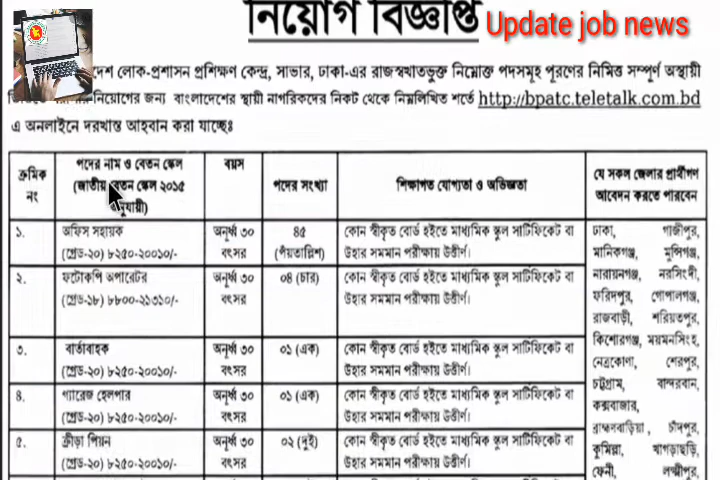 নিয়োগ বিজ্ঞপ্তি
Update job news
দেশ লোক-প্রশাসন প্রশিক্ষণ কেন্দ্র, সাভার, ঢাকা-এর রাজস্বখাতভুক্ত নিম্নোক্ত পদসমূহ পূরণের নিমিত্ত সম্পূর্ণ অস্থায়ী
নিয়োগের জন্য বাংলাদেশের স্থায়ী নাগরিকদের নিকট থেকে নিম্নলিখিত শর্তে http://bpatc.teletalk.com.bd
এ অনলাইনে দরখাস্ত আহবান করা যাচ্ছেঃ
ক্রমিক নং
পদের নাম ও বেতন স্কেল
(জাতীয় বেতন স্কেল ২০১৫
অনুযায়ী)
বয়স
পদের সংখ্যা
শিক্ষাগত যোগ্যতা ও অভিজ্ঞতা
যে সকল জেলার প্রার্থীগণ
আবেদন করতে পারবেন
১. অফিস সহায়ক অনূর্ধ্ব ৩০ ৪৫ কোন স্বীকৃত বোর্ড হইতে মাধ্যমিক স্কুল সার্টিফিকেট বা
(গ্রেড-২০) ৮২৫০-২০০১০/- বৎসর (পঁয়তাল্লিশ) উহার সমমান পরীক্ষায় উত্তীর্ণ।
২. ফটোকপি অপারেটর অনূর্ধ্ব ৩০ ০৪ (চার) কোন স্বীকৃত বোর্ড হইতে মাধ্যমিক স্কুল সার্টিফিকেট বা
(গ্রেড-১৮) ৮৮০০-২১৩১০/- বৎসর উহার সমমান পরীক্ষায় উত্তীর্ণ।
৩. বার্তাবাহক অনূর্ধ্ব ৩০ ০১ (এক) কোন স্বীকৃত বোর্ড হইতে মাধ্যমিক স্কুল সার্টিফিকেট বা
(গ্রেড-২০) ৮২৫০-২০০১০/- বৎসর উহার সমমান পরীক্ষায় উত্তীর্ণ।
৪. গ্যারেজ হেলপার অনূর্ধ্ব ৩০ ০১ (এক) কোন স্বীকৃত বোর্ড হইতে মাধ্যমিক স্কুল সার্টিফিকেট বা
(গ্রেড-২০) ৮২৫০-২০০১০/- বৎসর উহার সমমান পরীক্ষায় উত্তীর্ণ।
৫. ক্রীড়া পিয়ন অনূর্ধ্ব ৩০ ০২ (দুই) কোন স্বীকৃত বোর্ড হইতে মাধ্যমিক স্কুল সার্টিফিকেট বা
(গ্রেড-২০) ৮২৫০-২০০১০/- বৎসর উহার সমমান পরীক্ষায় উত্তীর্ণ।
ঢাকা, গাজীপুর,
মানিকগঞ্জ, মুন্সিগঞ্জ,
নারায়নগঞ্জ, নরসিংদী,
ফরিদপুর, গোপালগঞ্জ,
রাজবাড়ী, শরিয়তপুর,
কিশোরগঞ্জ, ময়মনসিংহ,
নেত্রকোণা, শেরপুর,
চট্টগ্রাম, বান্দরবান,
কক্সবাজার,
ব্রাহ্মণবাড়িয়া, চাঁদপুর,
কুমিল্লা, খাগড়াছড়ি,
ফেনী, লক্ষ্মীপুর,